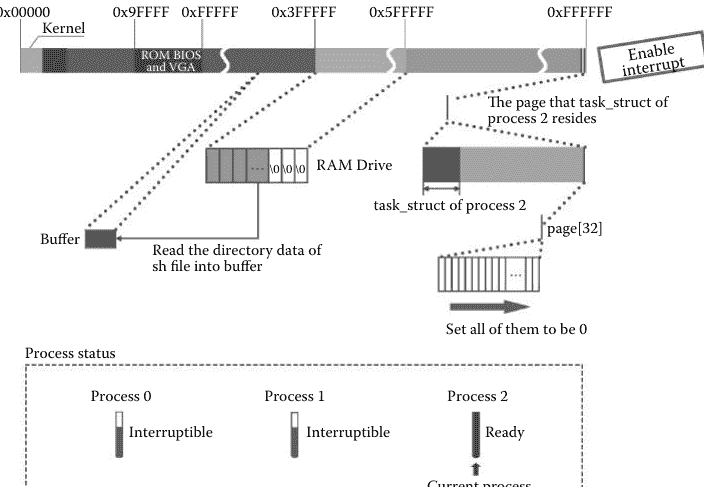 0x00000
0x9FFFF
0xFFFFF
0x3FFFFF
0x5FFFFF
0xFFFFFF
Kernel
ROM BIOS
and VGA
Enable
interrupt
The page that task_struct of
process 2 resides
... \0 \0 \0
RAM Drive
task_struct of process 2
Buffer
Read the directory data of
sh file into buffer
page[32]
...
Set all of them to be 0
Process status
Process 0
Process 1
Process 2
Interruptible
Interruptible
Ready
Current process